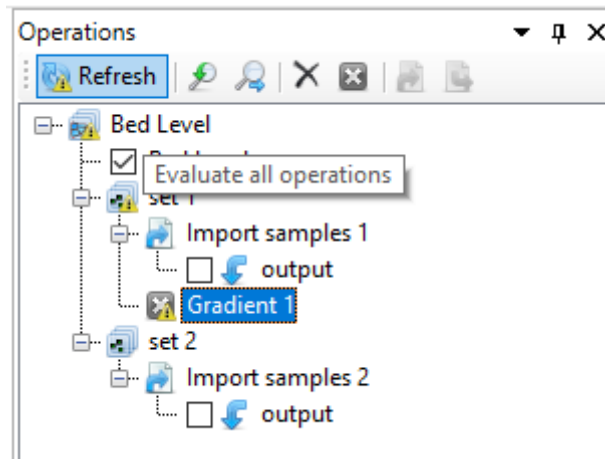 Operations
Refresh
Bed Level
Evaluate all operations
set 1
Import samples 1
output
Gradient 1
set 2
Import samples 2
output